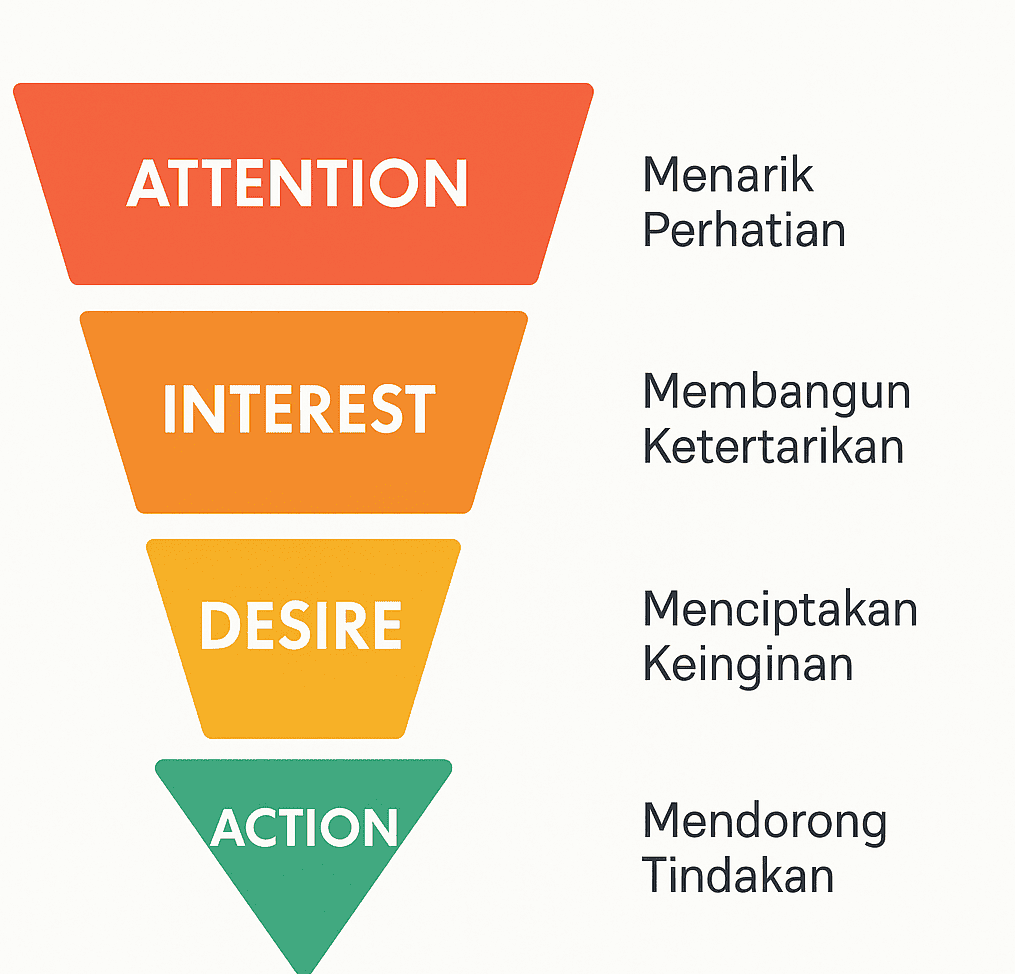 ATTENTION
Menarik
Perhatian
INTEREST
Membangun
Ketertarikan
DESIRE
Menciptakan
Keinginan
ACTION
Mendorong
Tindakan